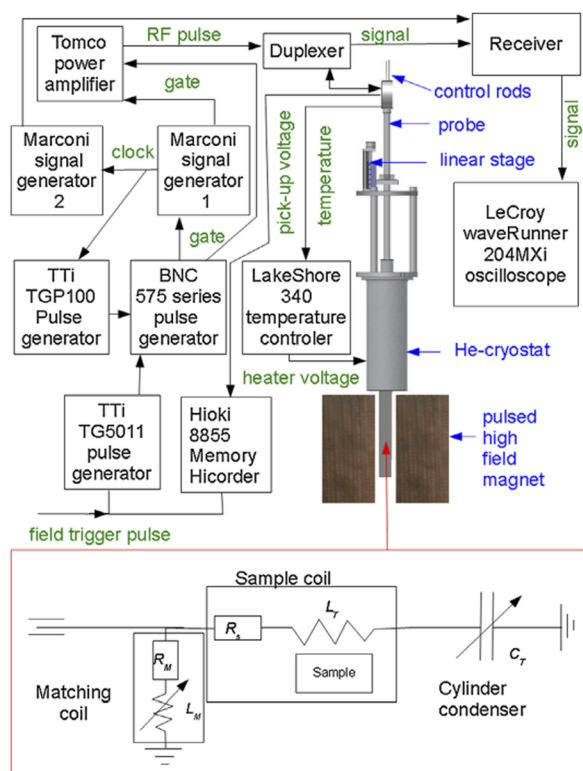 Tomco
power
amplifier
RF pulse
Duplexer
signal
Receiver
gate
control rods
Marconi
signal
generator
2
clock
Marconi
signal
generator
1
pick-up voltage
temperature
probe
linear stage
signal
LeCroy
waveRunner
204MXi
oscilloscope
gate
TTi
TGP100
Pulse
generator
BNC
575 series
pulse
generator
LakeShore
340
temperature
controler
He-cryostat
heater voltage
TTi
TG5011
pulse
generator
Hioki
8855
Memory
Hicorder
pulsed
high
field
magnet
field trigger pulse
Sample coil
Rs
LT
Sample
RM
LM
Matching
coil
CT
Cylinder
condenser